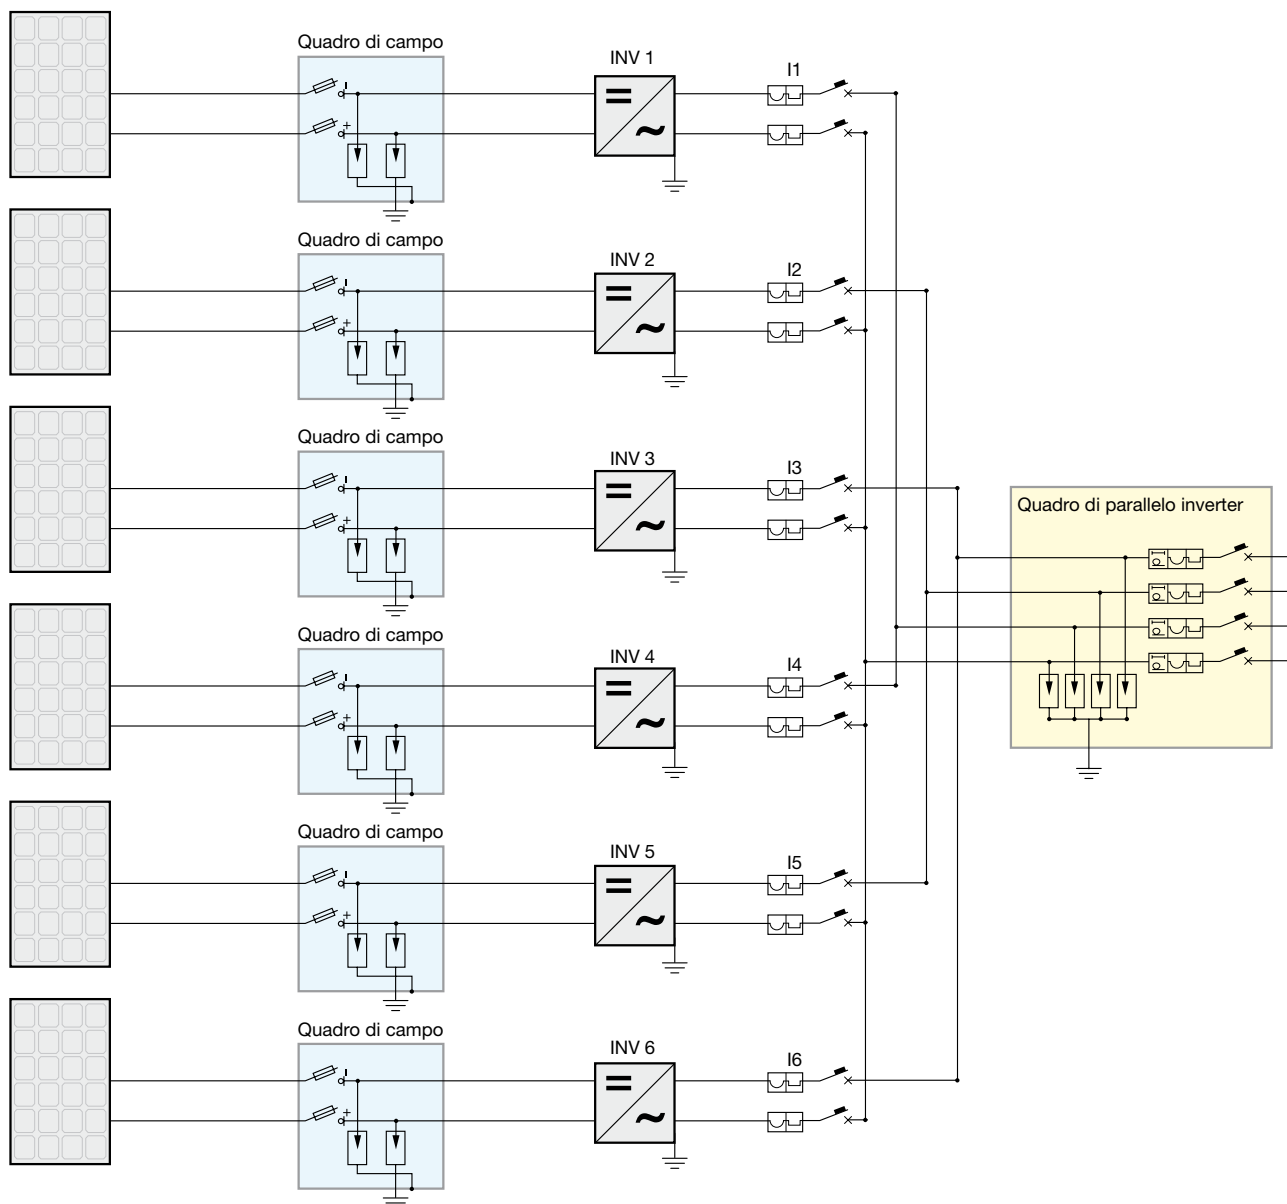 Quadro di campo
INV 1
I1
Quadro di campo
INV 2
I2
Quadro di campo
INV 3
I3
Quadro di parallelo inverter
Quadro di campo
INV 4
I4
Quadro di campo
INV 5
I5
Quadro di campo
INV 6
I6